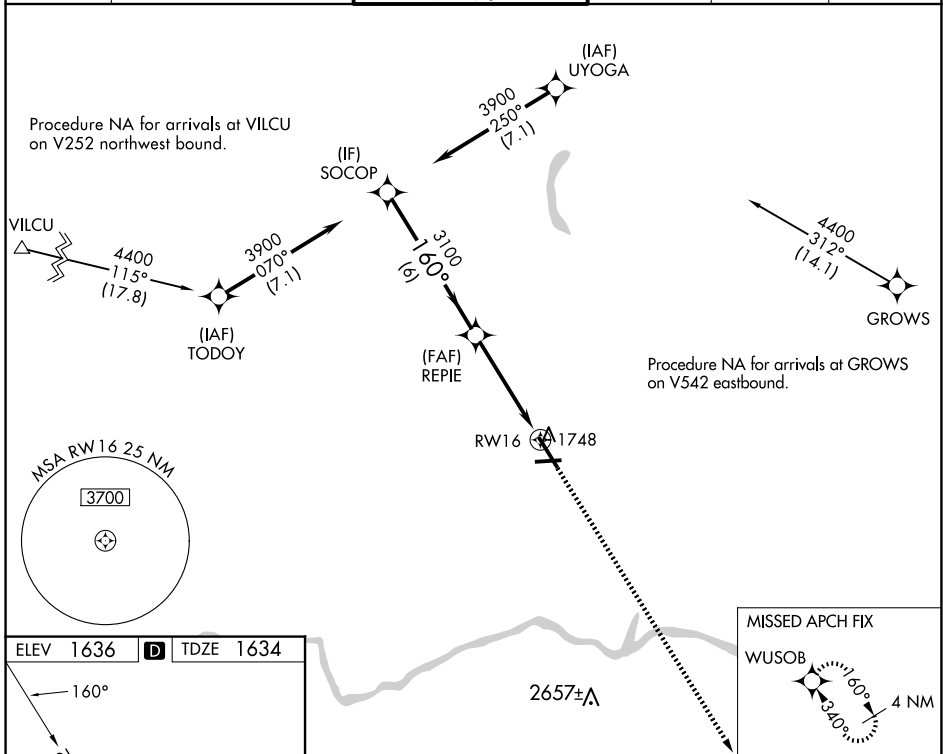 (IAF)
UYOGA
3900
250°
(7.1)
Procedure NA for arrivals at VILCU
on V252 northwest bound.
(IF)
SOCOP
VILCU
4400
115°
(17.8)
3900
070°
(7.1)
3100
160°
(6)
4400
312°
(14.1)
(IAF)
TODOY
GROWS
(FAF)
REPIE
Procedure NA for arrivals at GROWS
on V542 eastbound.
RW16
1748
MSA RW16 25 NM
3700
ELEV 1636 D TDZE 1634
160°
2657±
MISSED APCH FIX
WUSOB
160°
340°
4 NM